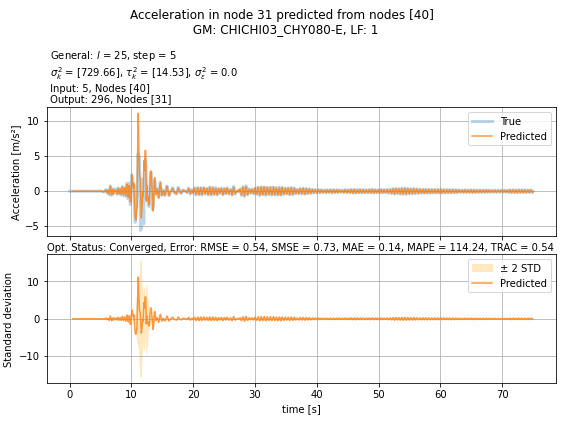 Acceleration in node 31 predicted from nodes [40]
GM: CHICHI03_CHY080-E, LF: 1
General: l = 25, step = 5
σ²ₖ = [729.66], τ²ₖ = [14.53], σ²_ε = 0.0
Input: 5, Nodes [40]
Output: 296, Nodes [31]
Acceleration [m/s²]
10
5
0
−5
True
Predicted
Opt. Status: Converged, Error: RMSE = 0.54, SMSE = 0.73, MAE = 0.14, MAPE = 114.24, TRAC = 0.54
Standard deviation
10
0
−10
± 2 STD
Predicted
0 10 20 30 40 50 60 70
time [s]